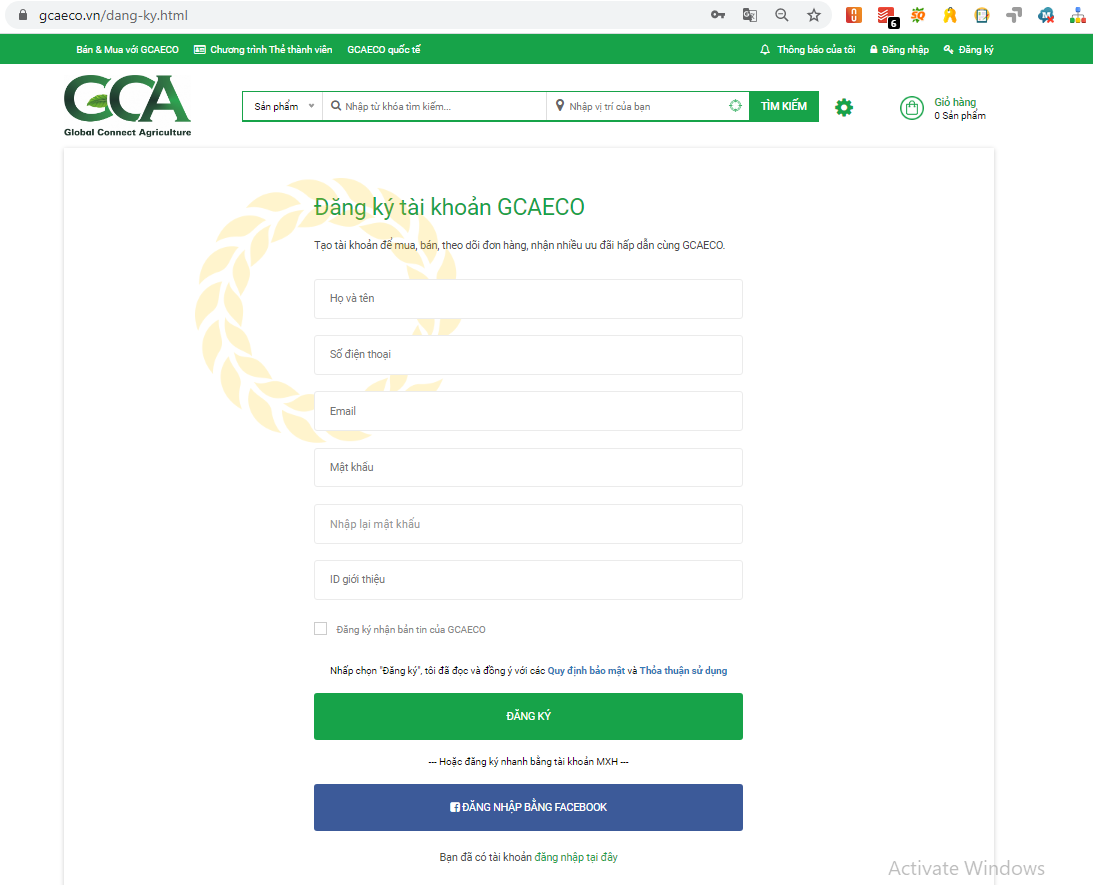 gcaeco.vn/dang-ky.html
6
Bán & Mua với GCAECO Chương trình Thẻ thành viên GCAECO quốc tế Thông báo của tôi Đăng nhập Đăng ký
GCA
Global Connect Agriculture
Sản phẩm Nhập từ khóa tìm kiếm... Nhập vị trí của bạn TÌM KIẾM
Giỏ hàng
0 Sản phẩm
Đăng ký tài khoản GCAECO
Tạo tài khoản để mua, bán, theo dõi đơn hàng, nhận nhiều ưu đãi hấp dẫn cùng GCAECO.
Họ và tên
Số điện thoại
Email
Mật khẩu
Nhập lại mật khẩu
ID giới thiệu
Đăng ký nhận bản tin của GCAECO
Nhấp chọn "Đăng ký", tôi đã đọc và đồng ý với các Quy định bảo mật và Thỏa thuận sử dụng
ĐĂNG KÝ
--- Hoặc đăng ký nhanh bằng tài khoản MXH ---
ĐĂNG NHẬP BẰNG FACEBOOK
Bạn đã có tài khoản đăng nhập tại đây
Activate Windows